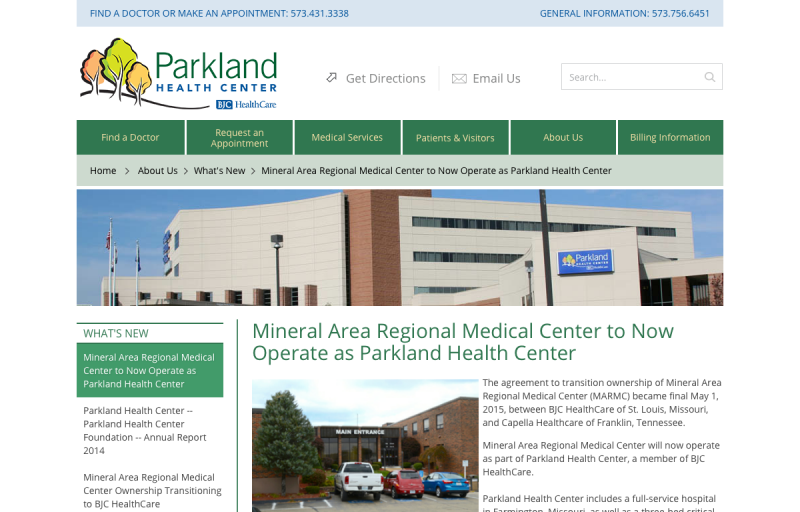 FIND A DOCTOR OR MAKE AN APPOINTMENT: 573.431.3338
GENERAL INFORMATION: 573.756.6451
Parkland
HEALTH CENTER
BJC HealthCare
Get Directions
Email Us
Search...
Find a Doctor
Request an
Appointment
Medical Services
Patients & Visitors
About Us
Billing Information
Home > About Us > What's New > Mineral Area Regional Medical Center to Now Operate as Parkland Health Center
Parkland
HEALTH CENTER
WHAT'S NEW
Mineral Area Regional Medical
Center to Now Operate as
Parkland Health Center
Parkland Health Center --
Parkland Health Center
Foundation -- Annual Report
2014
Mineral Area Regional Medical
Center Ownership Transitioning
to BJC HealthCare
Mineral Area Regional Medical Center to Now
Operate as Parkland Health Center
MAIN ENTRANCE
The agreement to transition ownership of Mineral Area
Regional Medical Center (MARMC) became final May 1,
2015, between BJC HealthCare of St. Louis, Missouri,
and Capella Healthcare of Franklin, Tennessee.
Mineral Area Regional Medical Center will now operate
as part of Parkland Health Center, a member of BJC
HealthCare.
Parkland Health Center includes a full-service hospital
in Farmington, Missouri, as well as a three-bed critical